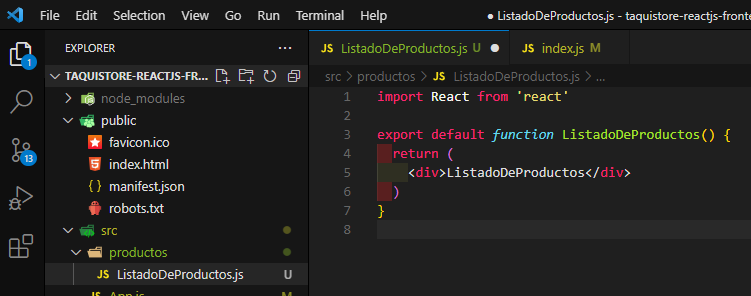 File Edit Selection View Go Run Terminal Help ● ListadoDeProductos.js - taquistore-reactjs-fronte
EXPLORER
TAQUISTORE-REACTJS-FR...
node_modules
public
favicon.ico
index.html
manifest.json
robots.txt
src
productos
JS ListadoDeProductos.js U
App.js
1
13
JS ListadoDeProductos.js U ●
JS index.js M
src > productos > JS ListadoDeProductos.js > ...
1 import React from 'react'
2
3 export default function ListadoDeProductos() {
4 return (
5 <div>ListadoDeProductos</div>
6 )
7 }
8